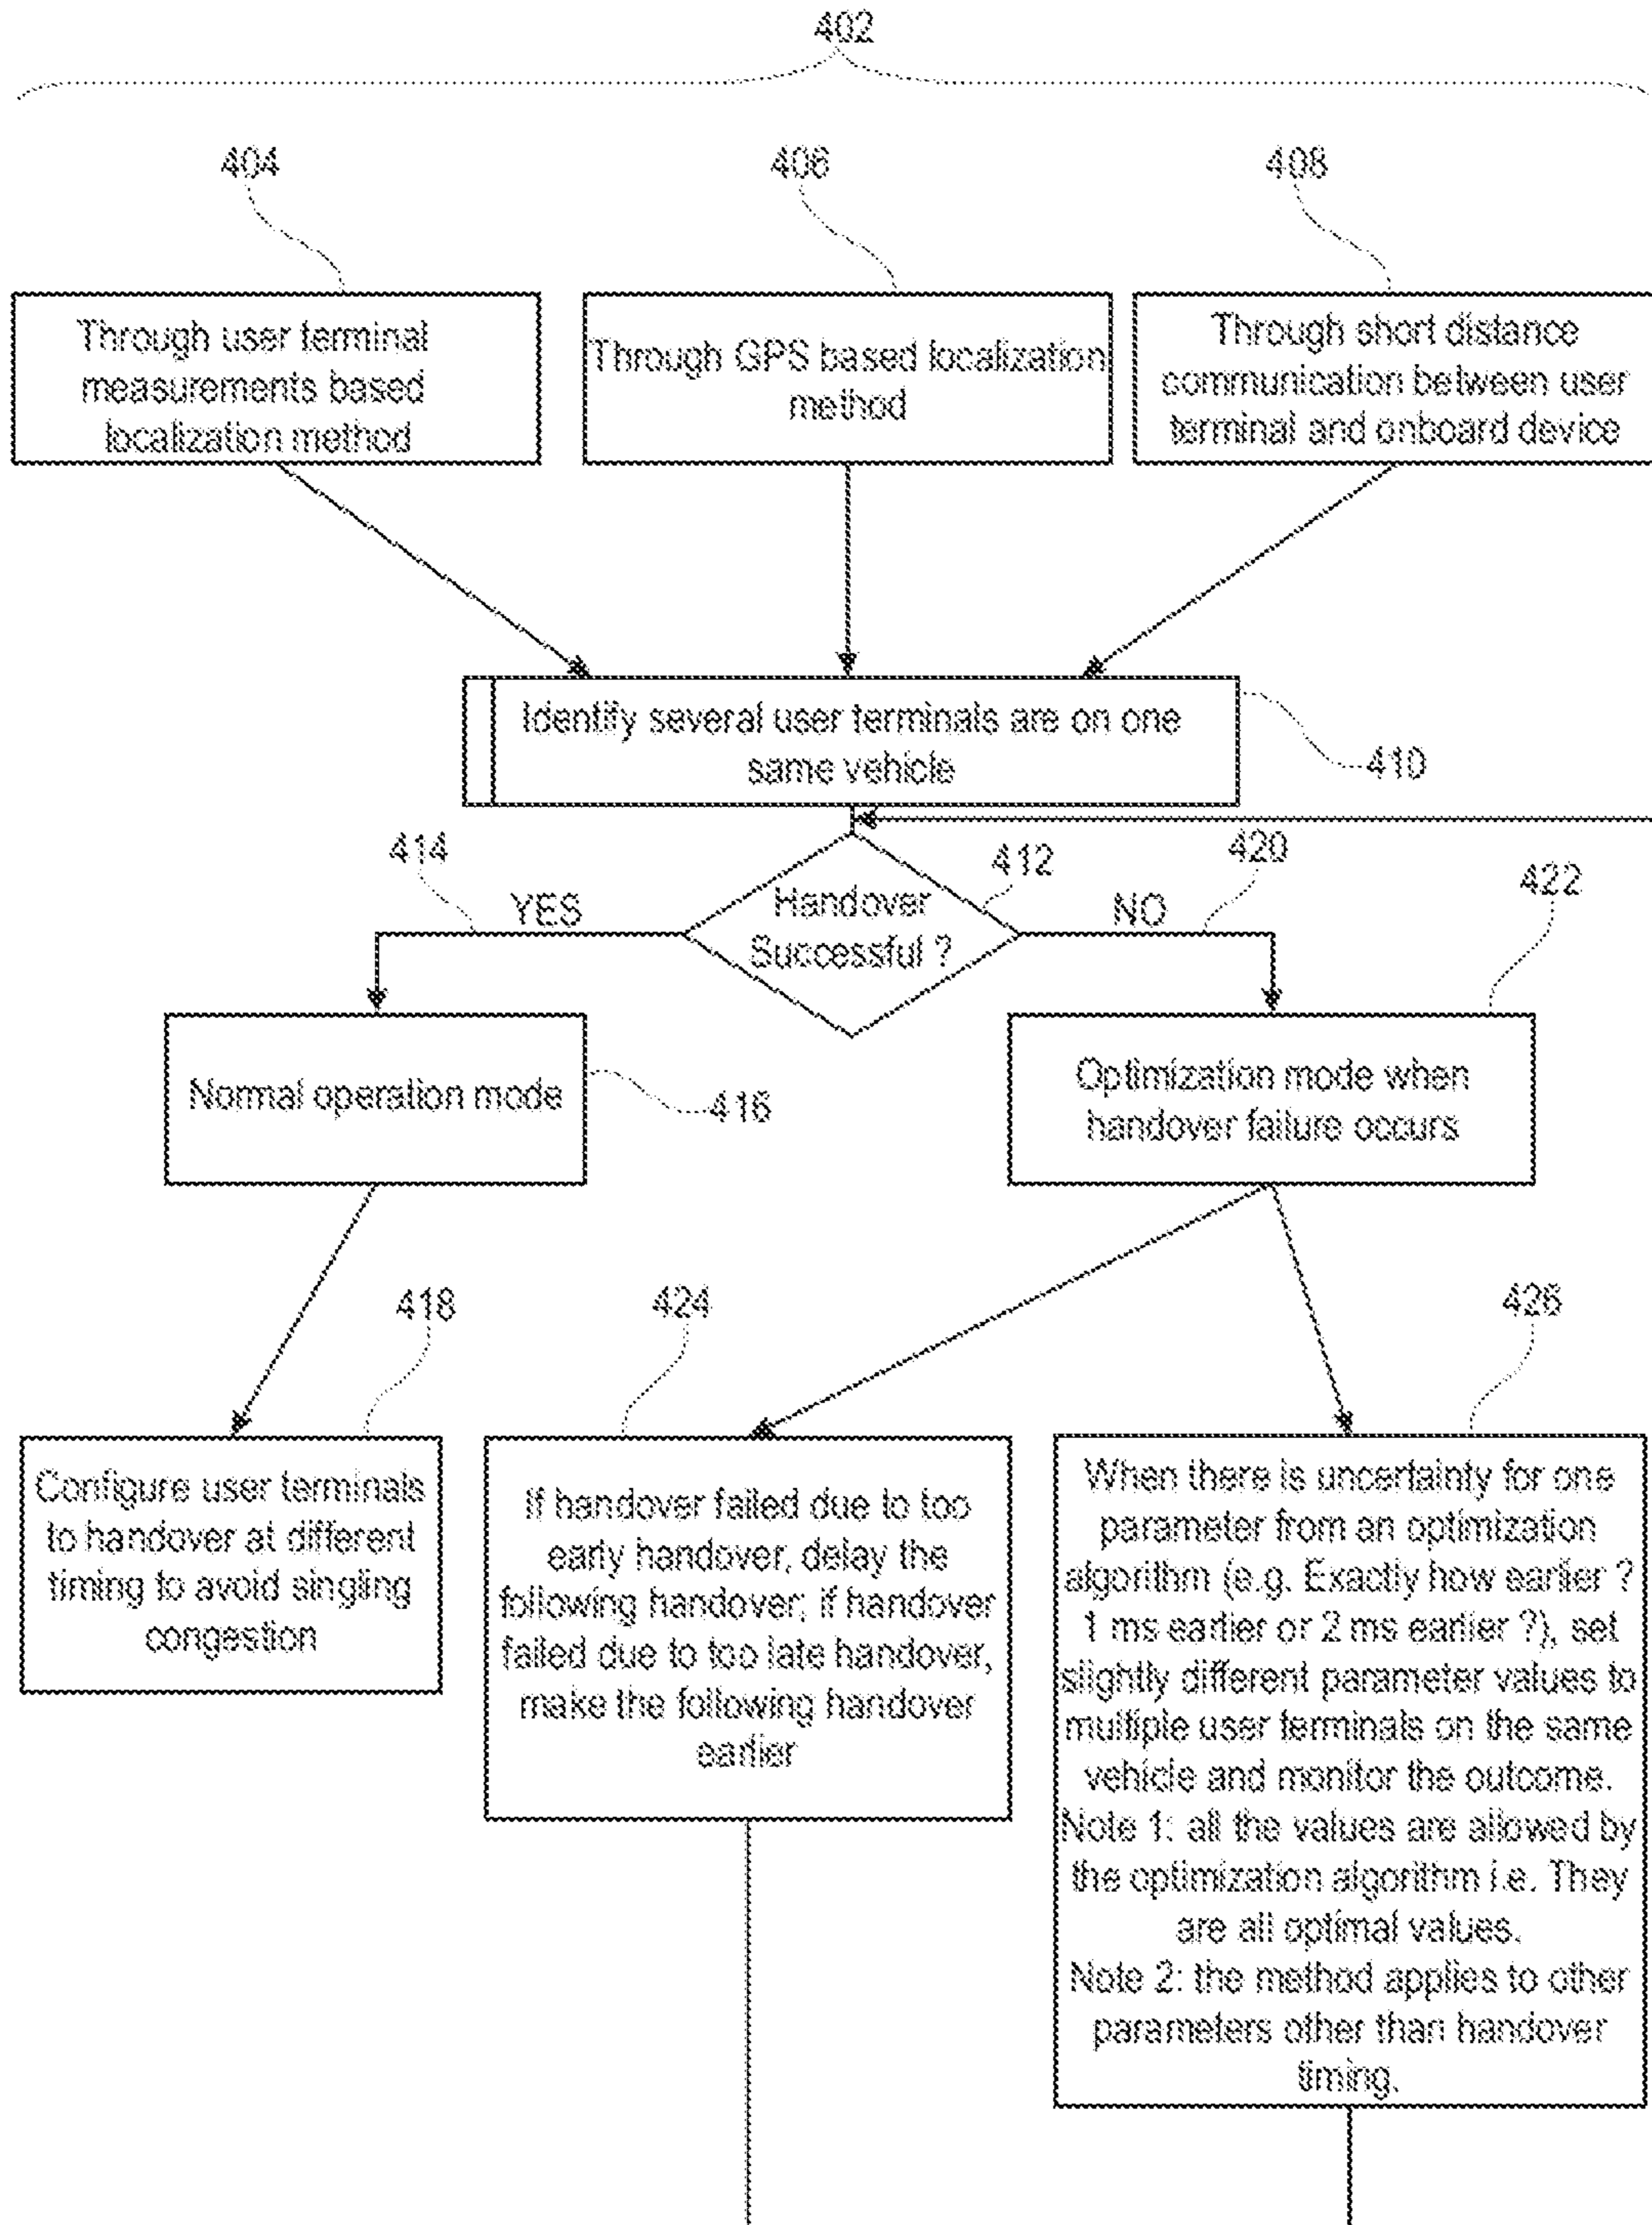 402
404
406
408
Through user terminal
measurements based
localization method
Through GPS based localization
method
Through short distance
communication between user
terminal and onboard device
Identify several user terminals are on one
same vehicle
410
414
412
420
422
YES
Handover
Successful ?
NO
Normal operation mode
416
Optimization mode when
handover failure occurs
418
424
426
Configure user terminals
to handover at different
timing to avoid singling
congestion
If handover failed due to too
early handover, delay the
following handover; if handover
failed due to too late handover,
make the following handover
earlier
When there is uncertainty for one
parameter from an optimization
algorithm (e.g. Exactly how earlier ?
1 ms earlier or 2 ms earlier ?), set
slightly different parameter values to
multiple user terminals on the same
vehicle and monitor the outcome.
Note 1: all the values are allowed by
the optimization algorithm i.e. They
are all optimal values.
Note 2: the method applies to other
parameters other than handover
timing.